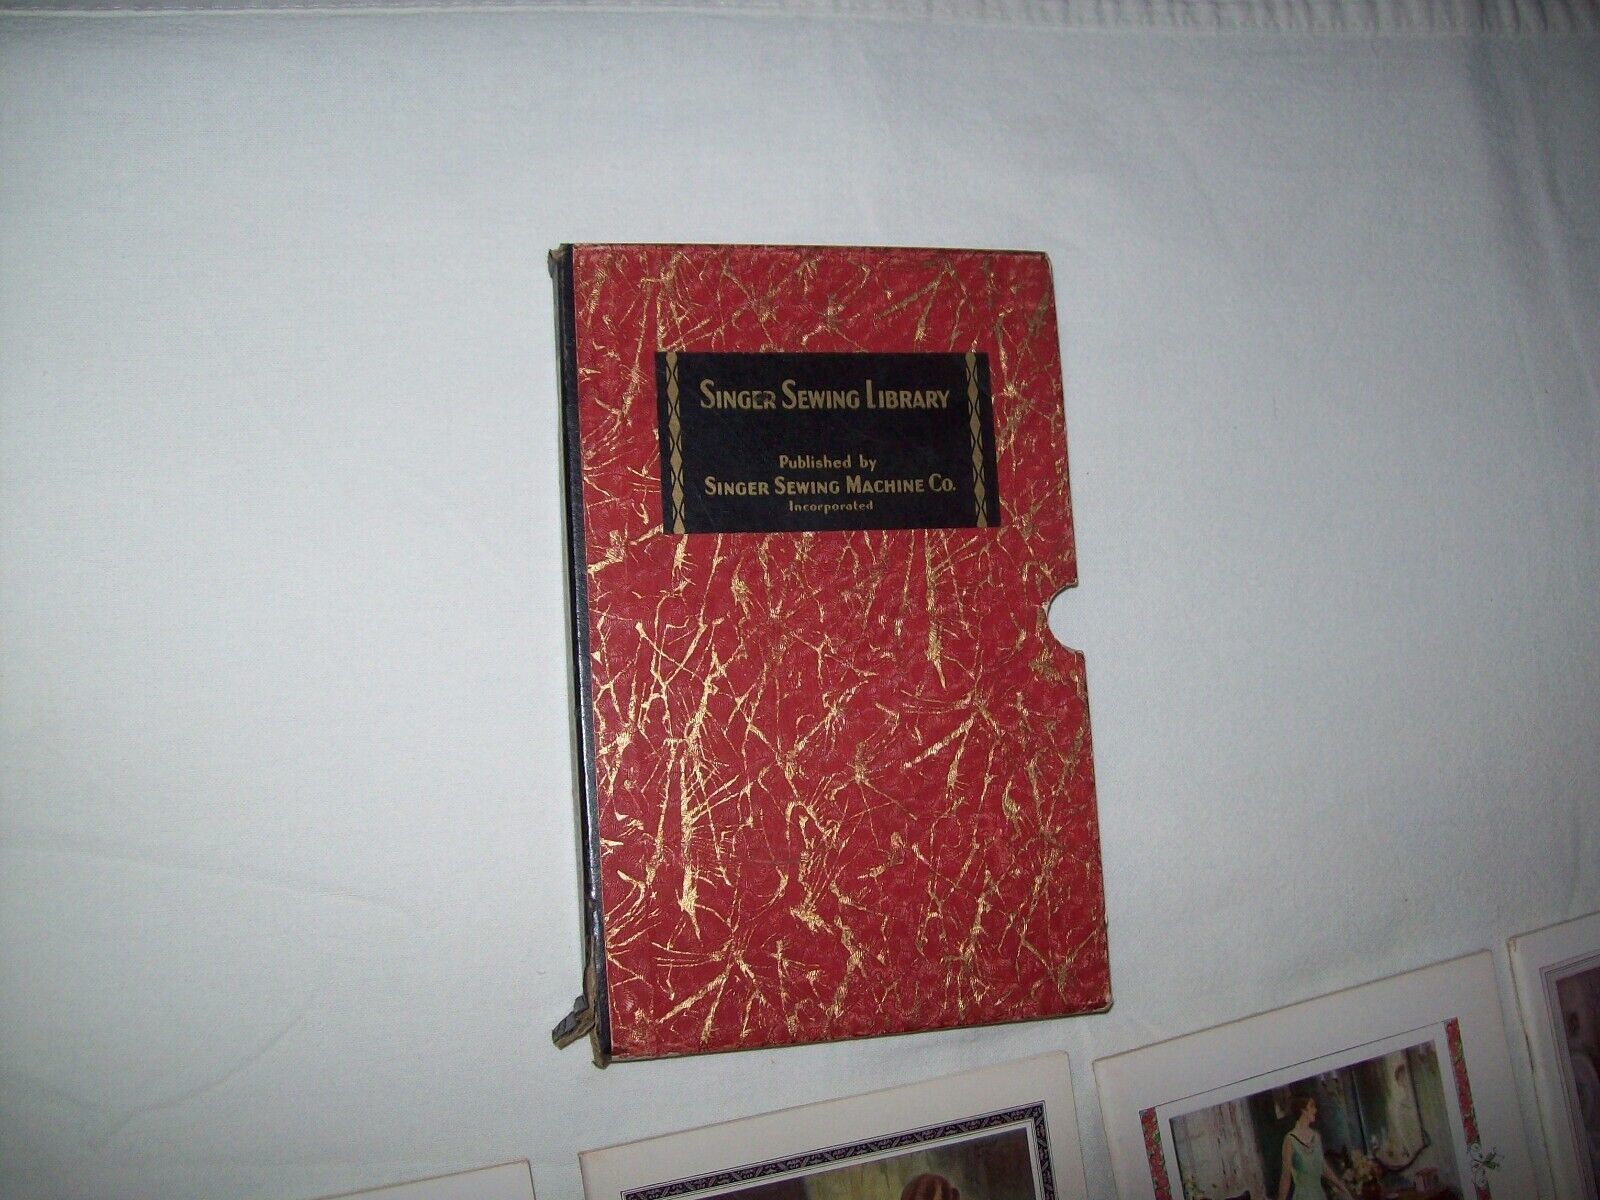 SINGER SEWING LIBRARY
Published by
SINGER SEWING MACHINE CO.
Incorporated